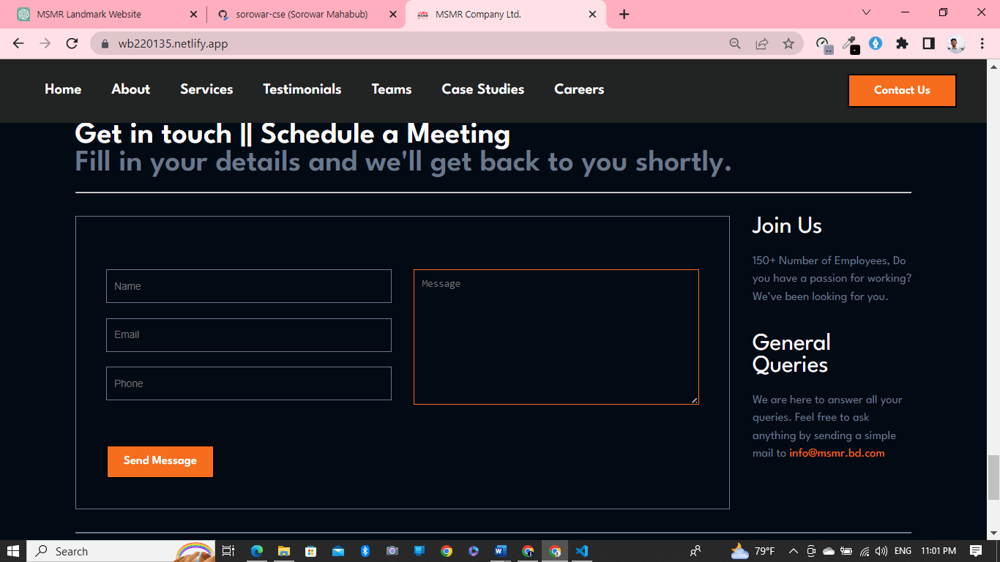 MSMR Landmark Website
sorowar-cse (Sorowar Mahabub)
MSMR Company Ltd.
wb220135.netlify.app
Home About Services Testimonials Teams Case Studies Careers Contact Us
Get in touch || Schedule a Meeting
Fill in your details and we'll get back to you shortly.
Name
Email
Phone
Message
Send Message
Join Us
150+ Number of Employees, Do
you have a passion for working?
We’ve been looking for you.
General
Queries
We are here to answer all your
queries. Feel free to ask
anything by sending a simple
mail to info@msmr.bd.com
Search
79°F
ENG
11:01 PM